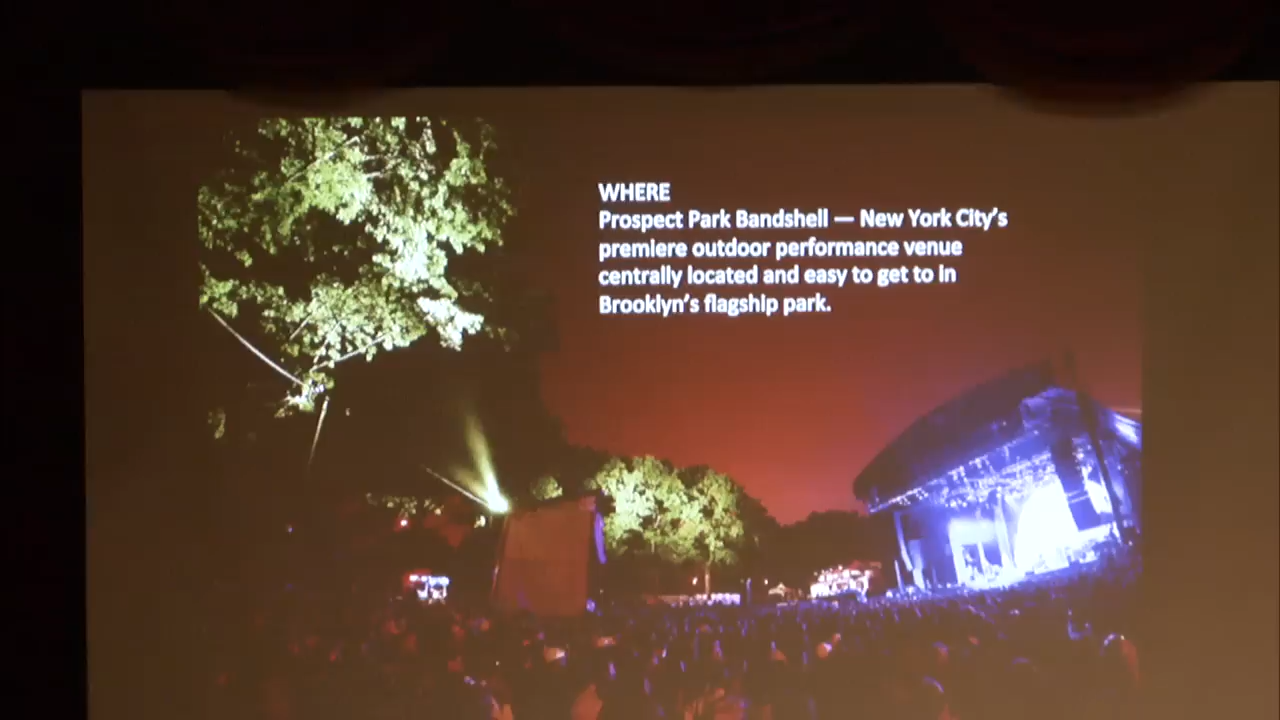 WHERE
Prospect Park Bandshell — New York City's
premiere outdoor performance venue
centrally located and easy to get to in
Brooklyn's flagship park.